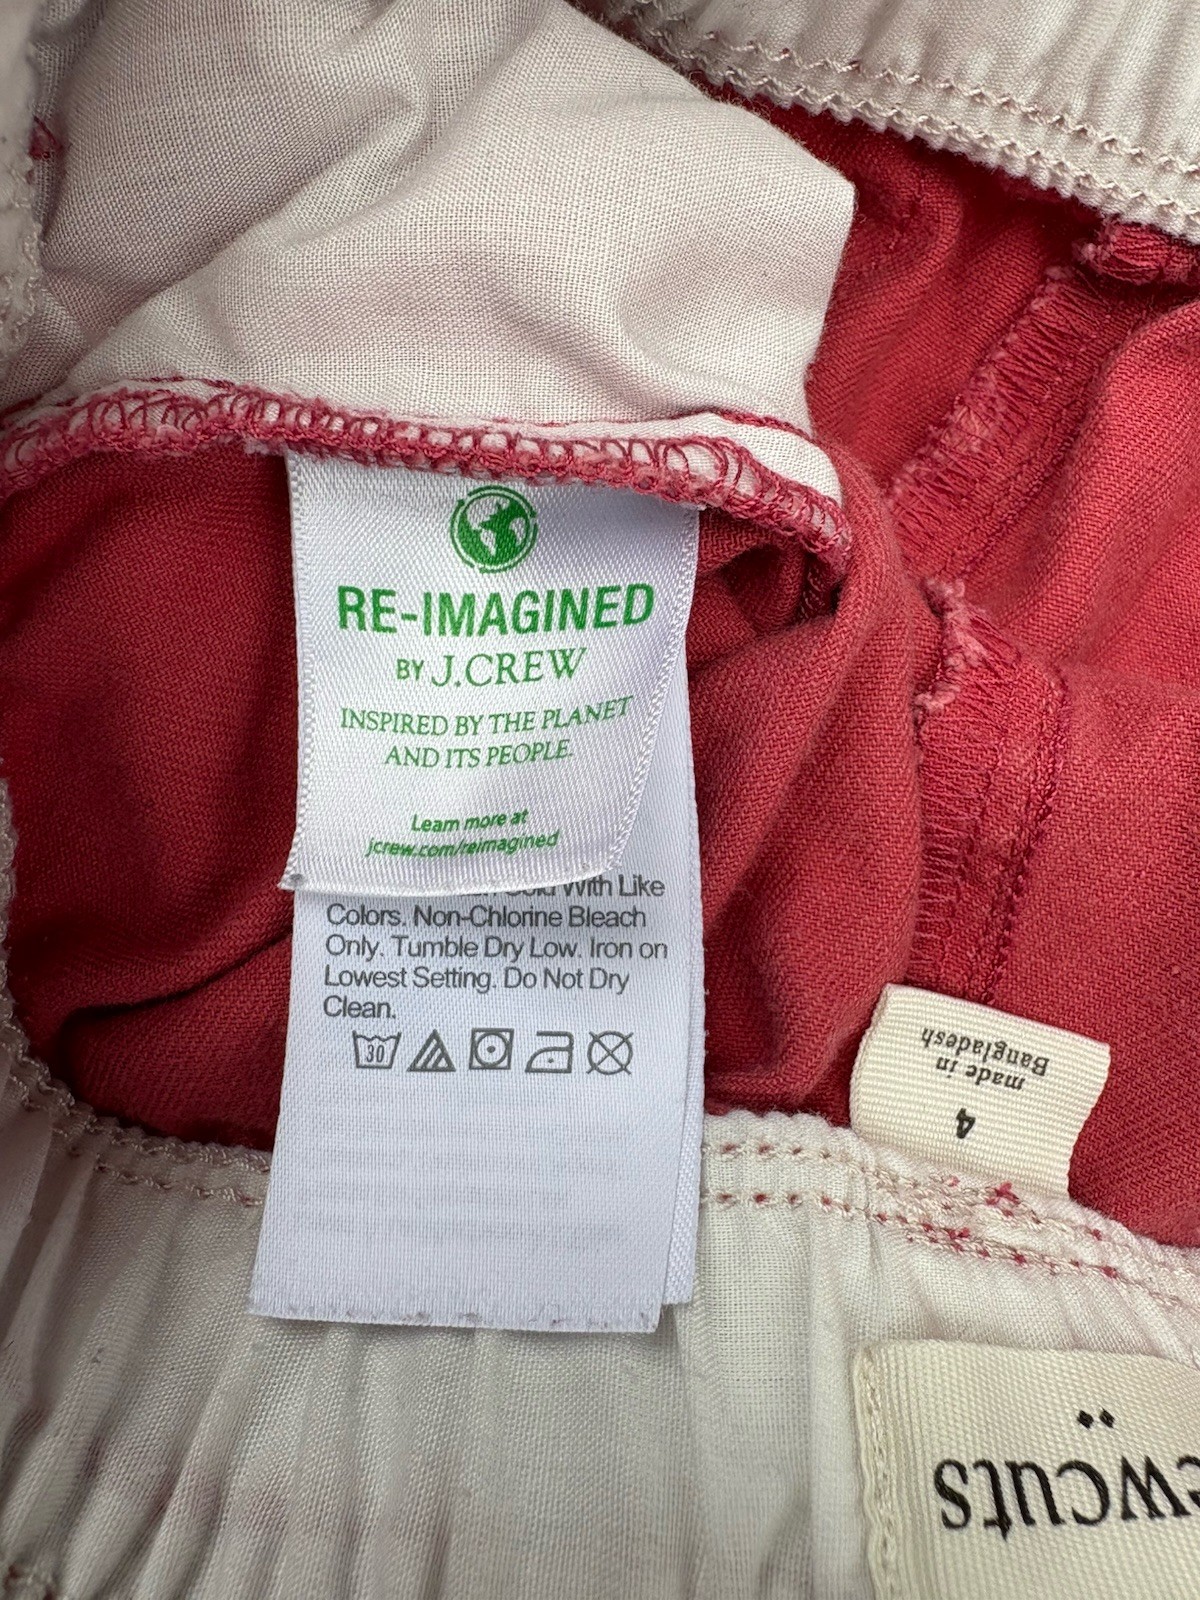 RE-IMAGINED
BY J.CREW
INSPIRED BY THE PLANET
AND ITS PEOPLE.
Learn more at
jcrew.com/reimagined
Cold With Like
Colors. Non-Chlorine Bleach
Only. Tumble Dry Low. Iron on
Lowest Setting. Do Not Dry
Clean.
30
4
made in
Bangladesh
ewcuts